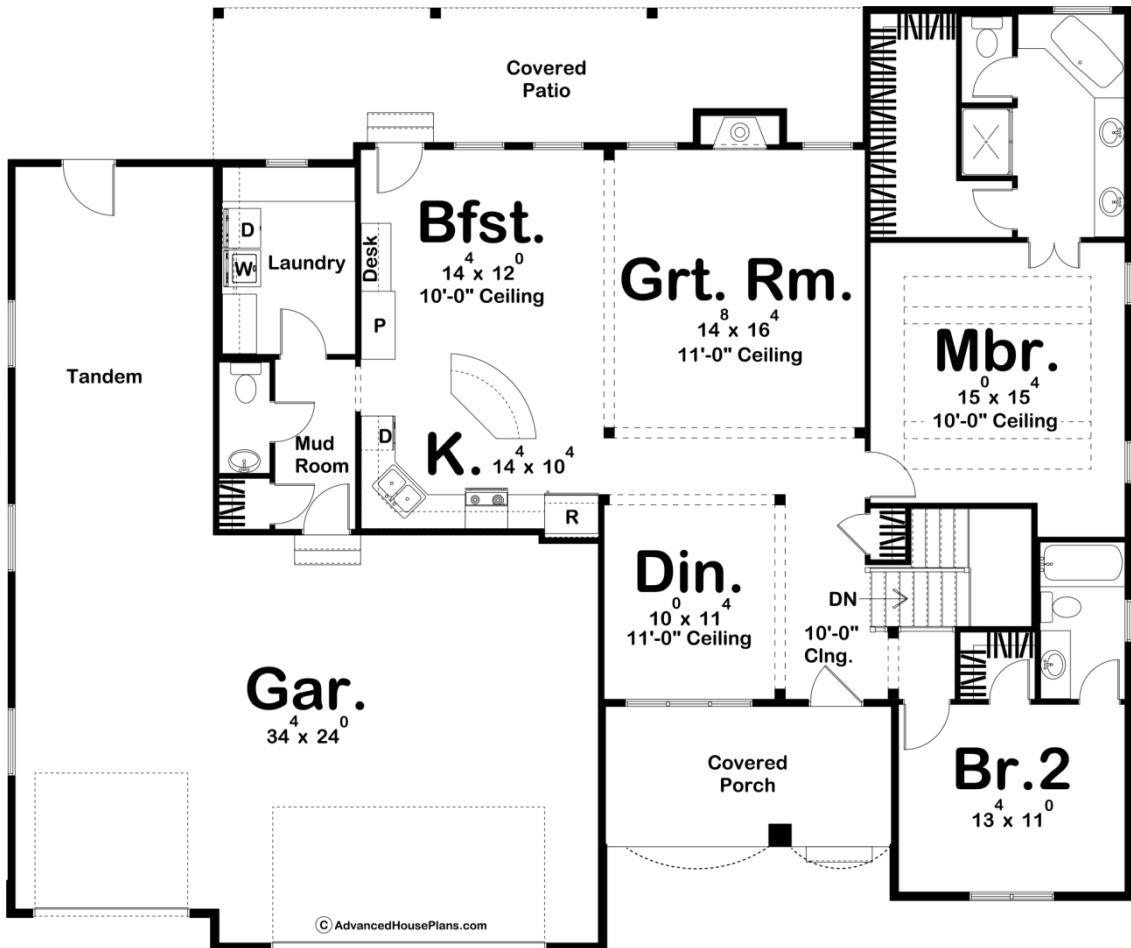 Covered
Patio
D
W
Laundry
Desk
P
Bfst.
14⁴ x 12⁰
10'-0" Ceiling
Grt. Rm.
14⁸ x 16⁴
11'-0" Ceiling
Mbr.
15⁰ x 15⁴
10'-0" Ceiling
Tandem
Mud
Room
D
K. 14⁴ x 10⁴
R
Din.
10⁰ x 11⁴
11'-0" Ceiling
DN
10'-0"
Clng.
Gar.
34⁴ x 24⁰
Covered
Porch
Br.2
13⁴ x 11⁰
© AdvancedHousePlans.com